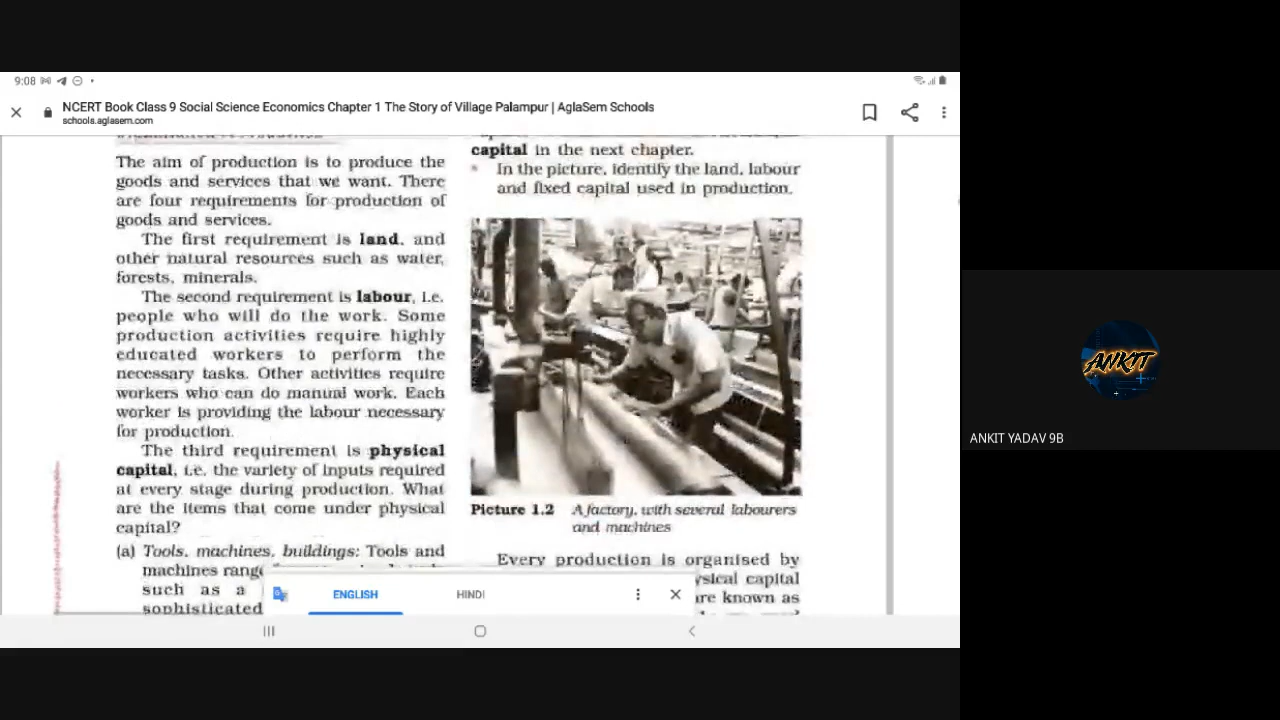 9:08
NCERT Book Class 9 Social Science Economics Chapter 1 The Story of Village Palampur | AglaSem Schools
schools.aglasem.com
The aim of production is to produce the
goods and services that we want. There
are four requirements for production of
goods and services.
The first requirement is land, and
other natural resources such as water,
forests, minerals.
The second requirement is labour, i.e.
people who will do the work. Some
production activities require highly
educated workers to perform the
necessary tasks. Other activities require
workers who can do manual work. Each
worker is providing the labour necessary
for production.
The third requirement is physical
capital, i.e. the variety of inputs required
at every stage during production. What
are the items that come under physical
capital?
(a) Tools, machines, buildings: Tools and
machines range
such as a
sophisticated
capital in the next chapter.
In the picture, identify the land, labour
and fixed capital used in production.
Picture 1.2 A factory, with several labourers
and machines
Every production is organised by
ysical capital
are known as
ENGLISH
HINDI
ANKIT
ANKIT YADAV 9B